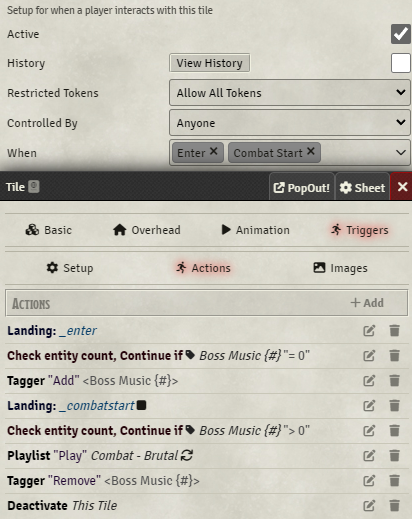 Setup for when a player interacts with this tile
Active
History View History
Restricted Tokens Allow All Tokens
Controlled By Anyone
When Enter × Combat Start ×
Tile PopOut! Sheet ×
Basic Overhead Animation Triggers
Setup Actions Images
ACTIONS + Add
Landing: _enter
Check entity count, Continue if Boss Music {#} "= 0"
Tagger "Add" <Boss Music {#}>
Landing: _combatstart
Check entity count, Continue if Boss Music {#} "> 0"
Playlist "Play" Combat - Brutal
Tagger "Remove" <Boss Music {#}>
Deactivate This Tile